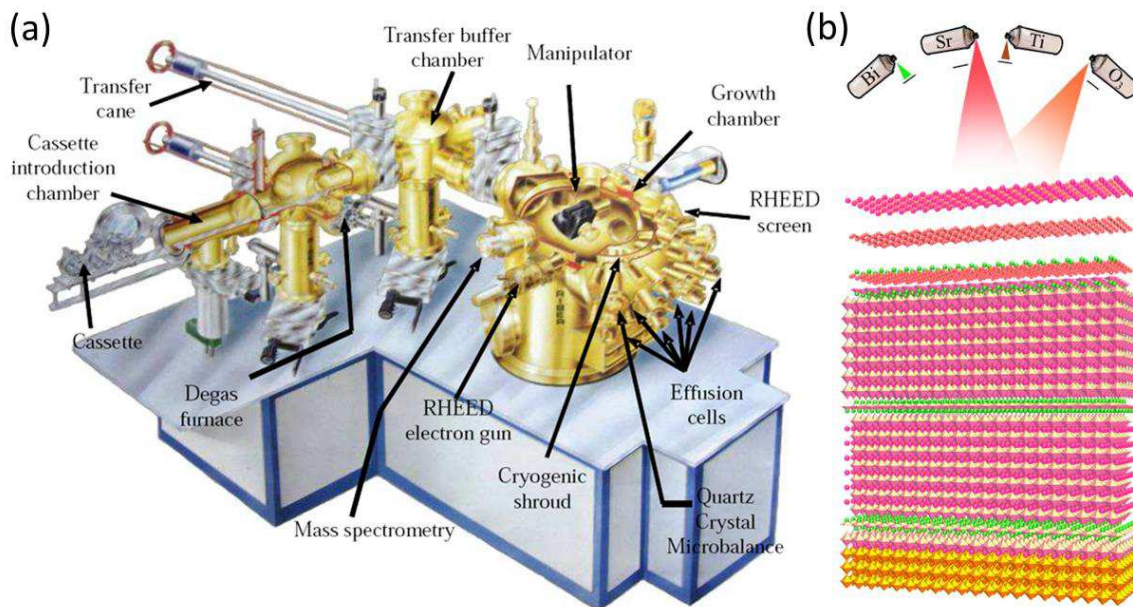 (a)
Transfer buffer
chamber
Manipulator
Transfer
cane
Growth
chamber
Cassette
introduction
chamber
RHEED
screen
Cassette
Degas
furnace
RHEED
electron gun
Effusion
cells
Cryogenic
shroud
Mass spectrometry
Quartz
Crystal
Microbalance
RIBER
(b)
Bi
Sr
Ti
O3